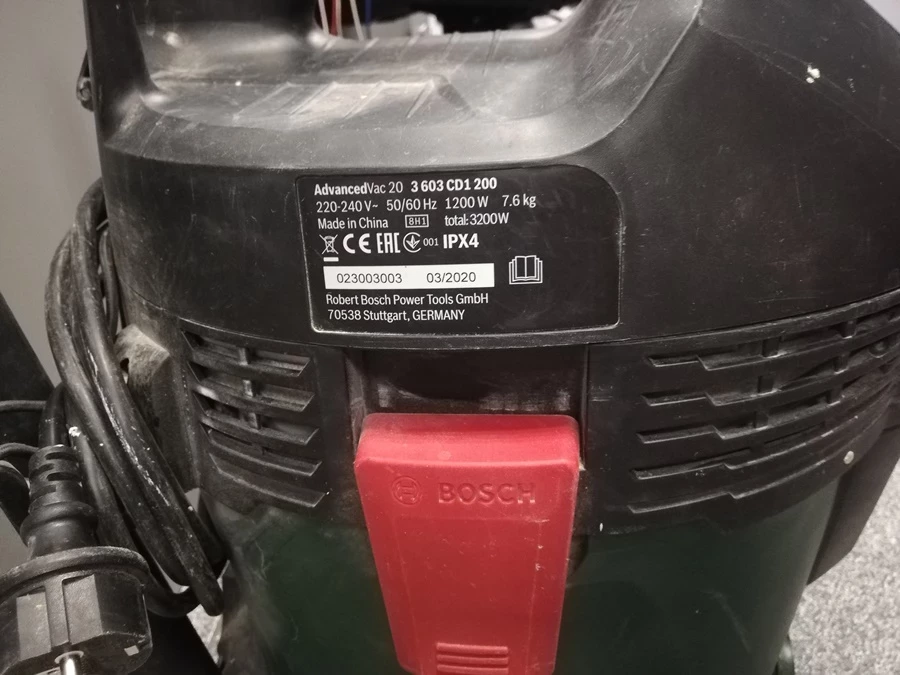 AdvancedVac 20 3 603 CD1 200
220-240 V~ 50/60 Hz 1200 W 7.6 kg
Made in China 8H1 total: 3200W
CE EAC 001 IPX4
023003003 03/2020
Robert Bosch Power Tools GmbH
70538 Stuttgart, GERMANY
BOSCH